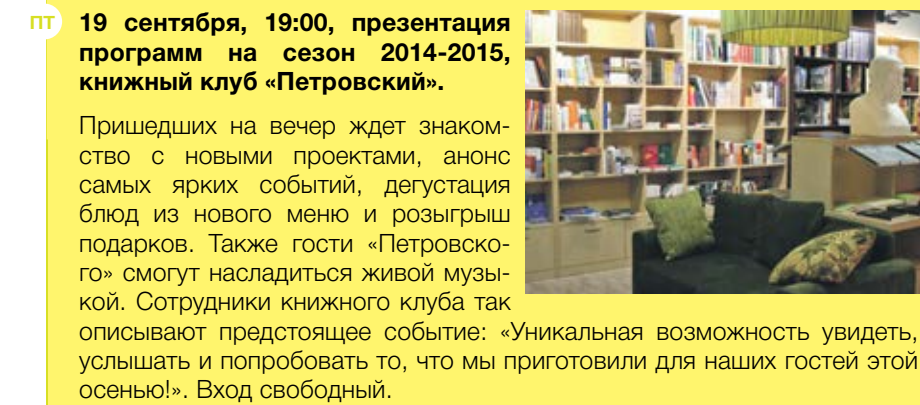 ПТ
19 сентября, 19:00, презентация
программ на сезон 2014-2015,
книжный клуб «Петровский».
Пришедших на вечер ждет знаком-
ство с новыми проектами, анонс
самых ярких событий, дегустация
блюд из нового меню и розыгрыш
подарков. Также гости «Петровско-
го» смогут насладиться живой музы-
кой. Сотрудники книжного клуба так
описывают предстоящее событие: «Уникальная возможность увидеть,
услышать и попробовать то, что мы приготовили для наших гостей этой
осенью!». Вход свободный.